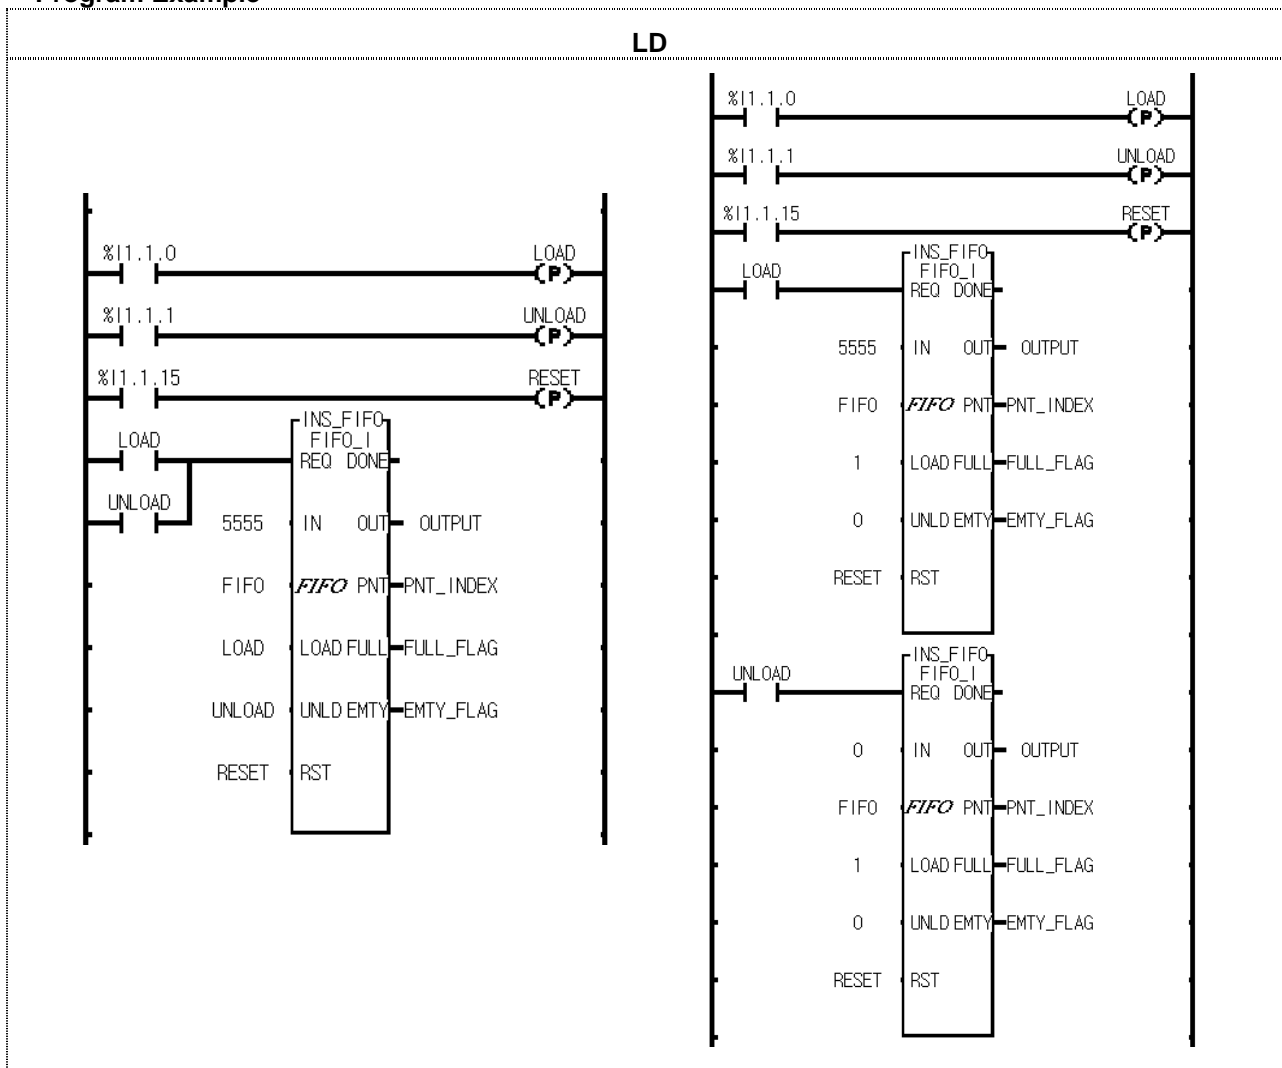 Program Example
LD
%I1.1.0 LOAD
(P)
%I1.1.1 UNLOAD
(P)
%I1.1.15 RESET
(P)
INS_FIFO
LOAD FIFO_I
REQ DONE
UNLOAD
5555 IN OUT OUTPUT
FIFO FIFO PNT PNT_INDEX
LOAD LOAD FULL FULL_FLAG
UNLOAD UNLD EMTY EMTY_FLAG
RESET RST
%I1.1.0 LOAD
(P)
%I1.1.1 UNLOAD
(P)
%I1.1.15 RESET
(P)
INS_FIFO
LOAD FIFO_I
REQ DONE
5555 IN OUT OUTPUT
FIFO FIFO PNT PNT_INDEX
1 LOAD FULL FULL_FLAG
0 UNLD EMTY EMTY_FLAG
RESET RST
INS_FIFO
UNLOAD FIFO_I
REQ DONE
0 IN OUT OUTPUT
FIFO FIFO PNT PNT_INDEX
1 LOAD FULL FULL_FLAG
0 UNLD EMTY EMTY_FLAG
RESET RST